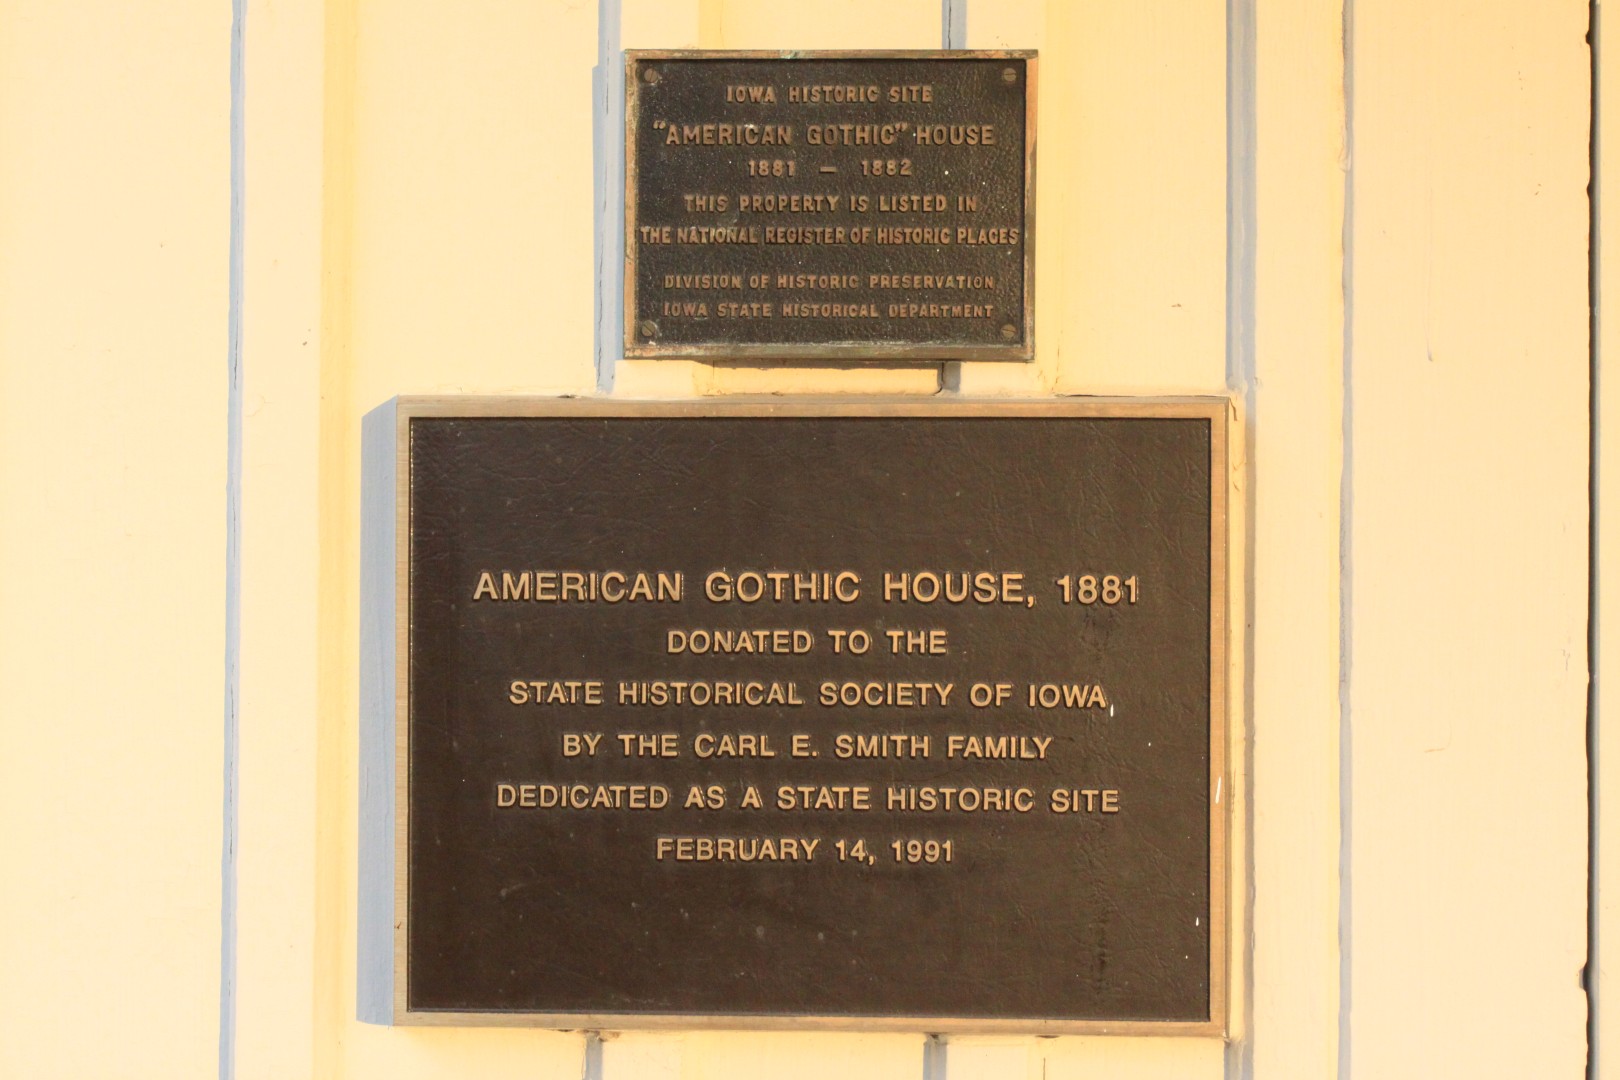 IOWA HISTORIC SITE
"AMERICAN GOTHIC" HOUSE
1881 — 1882
THIS PROPERTY IS LISTED IN
THE NATIONAL REGISTER OF HISTORIC PLACES
DIVISION OF HISTORIC PRESERVATION
IOWA STATE HISTORICAL DEPARTMENT
AMERICAN GOTHIC HOUSE, 1881
DONATED TO THE
STATE HISTORICAL SOCIETY OF IOWA
BY THE CARL E. SMITH FAMILY
DEDICATED AS A STATE HISTORIC SITE
FEBRUARY 14, 1991